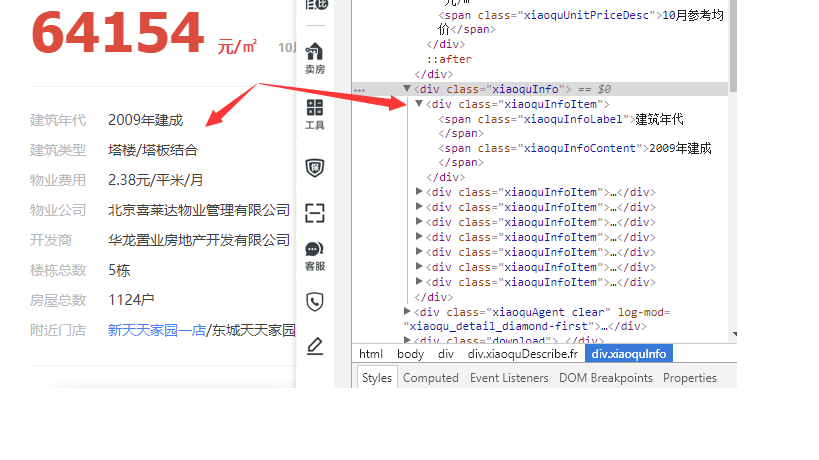 64154 元/㎡ 10月
建筑年代 2009年建成
建筑类型 塔楼/塔板结合
物业费用 2.38元/平米/月
物业公司 北京喜莱达物业管理有限公司
开发商 华龙置业房地产开发有限公司
楼栋总数 5栋
房屋总数 1124户
附近门店 新天天家园一店/东城天天家园
卖房
工具
客服
元/㎡
<span class="xiaoquUnitPriceDesc">10月参考均
价</span>
</div>
::after
</div>
<div class="xiaoquInfo"> == $0
<div class="xiaoquInfoItem">
<span class="xiaoquInfoLabel">建筑年代
</span>
<span class="xiaoquInfoContent">2009年建成
</span>
</div>
<div class="xiaoquInfoItem">…</div>
<div class="xiaoquInfoItem">…</div>
<div class="xiaoquInfoItem">…</div>
<div class="xiaoquInfoItem">…</div>
<div class="xiaoquInfoItem">…</div>
<div class="xiaoquInfoItem">…</div>
<div class="xiaoquInfoItem">…</div>
</div>
<div class="xiaoquAgent clear" log-mod=
"xiaoqu_detail_diamond-first">…</div>
<div class="download"> </div>
html body div div.xiaoquDescribe.fr div.xiaoquInfo
Styles Computed Event Listeners DOM Breakpoints Properties